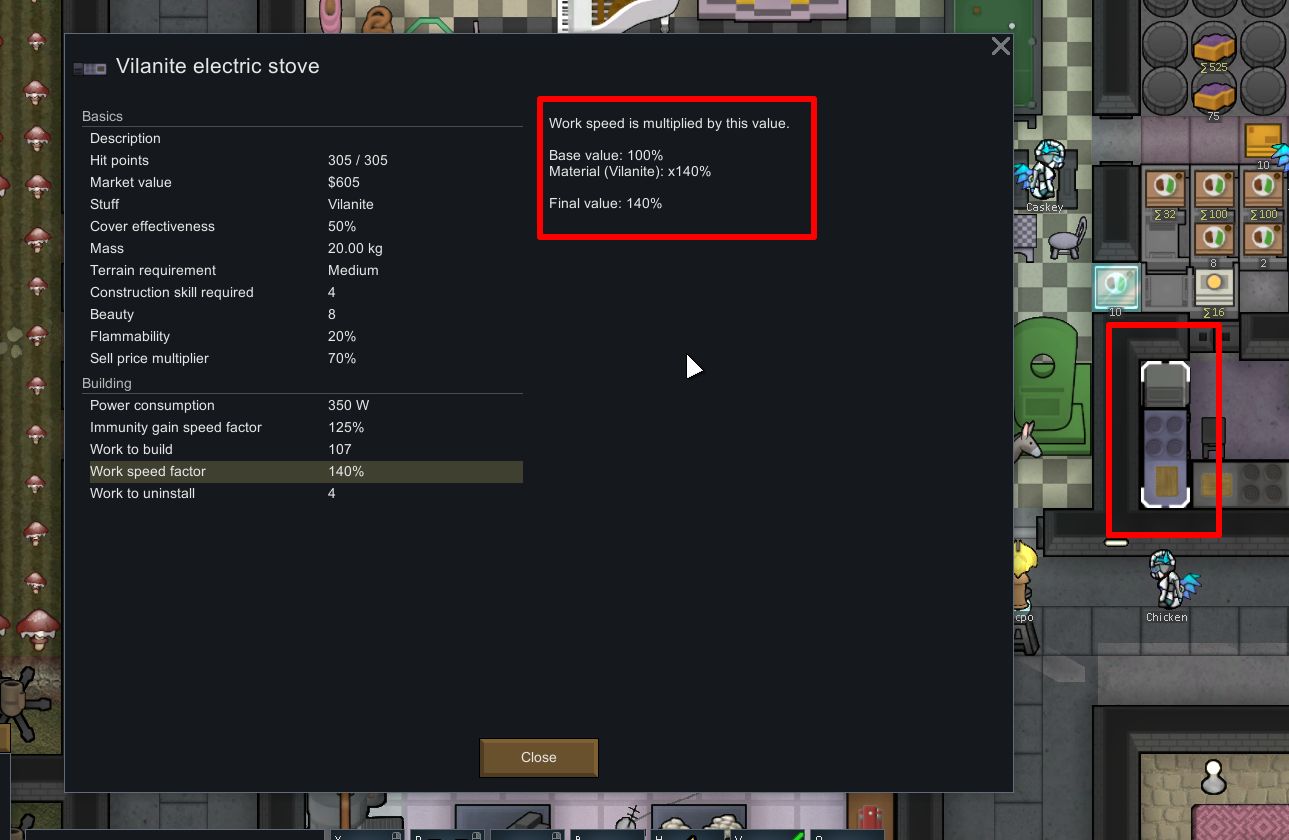 Vilanite electric stove
Basics
Description
Hit points 305 / 305
Market value $605
Stuff Vilanite
Cover effectiveness 50%
Mass 20.00 kg
Terrain requirement Medium
Construction skill required 4
Beauty 8
Flammability 20%
Sell price multiplier 70%
Building
Power consumption 350 W
Immunity gain speed factor 125%
Work to build 107
Work speed factor 140%
Work to uninstall 4
Work speed is multiplied by this value.
Base value: 100%
Material (Vilanite): x140%
Final value: 140%
Close
∑525
75
10
Caskey
∑32 ∑100 ∑100
8 2
10 ∑16
cpo
Chicken